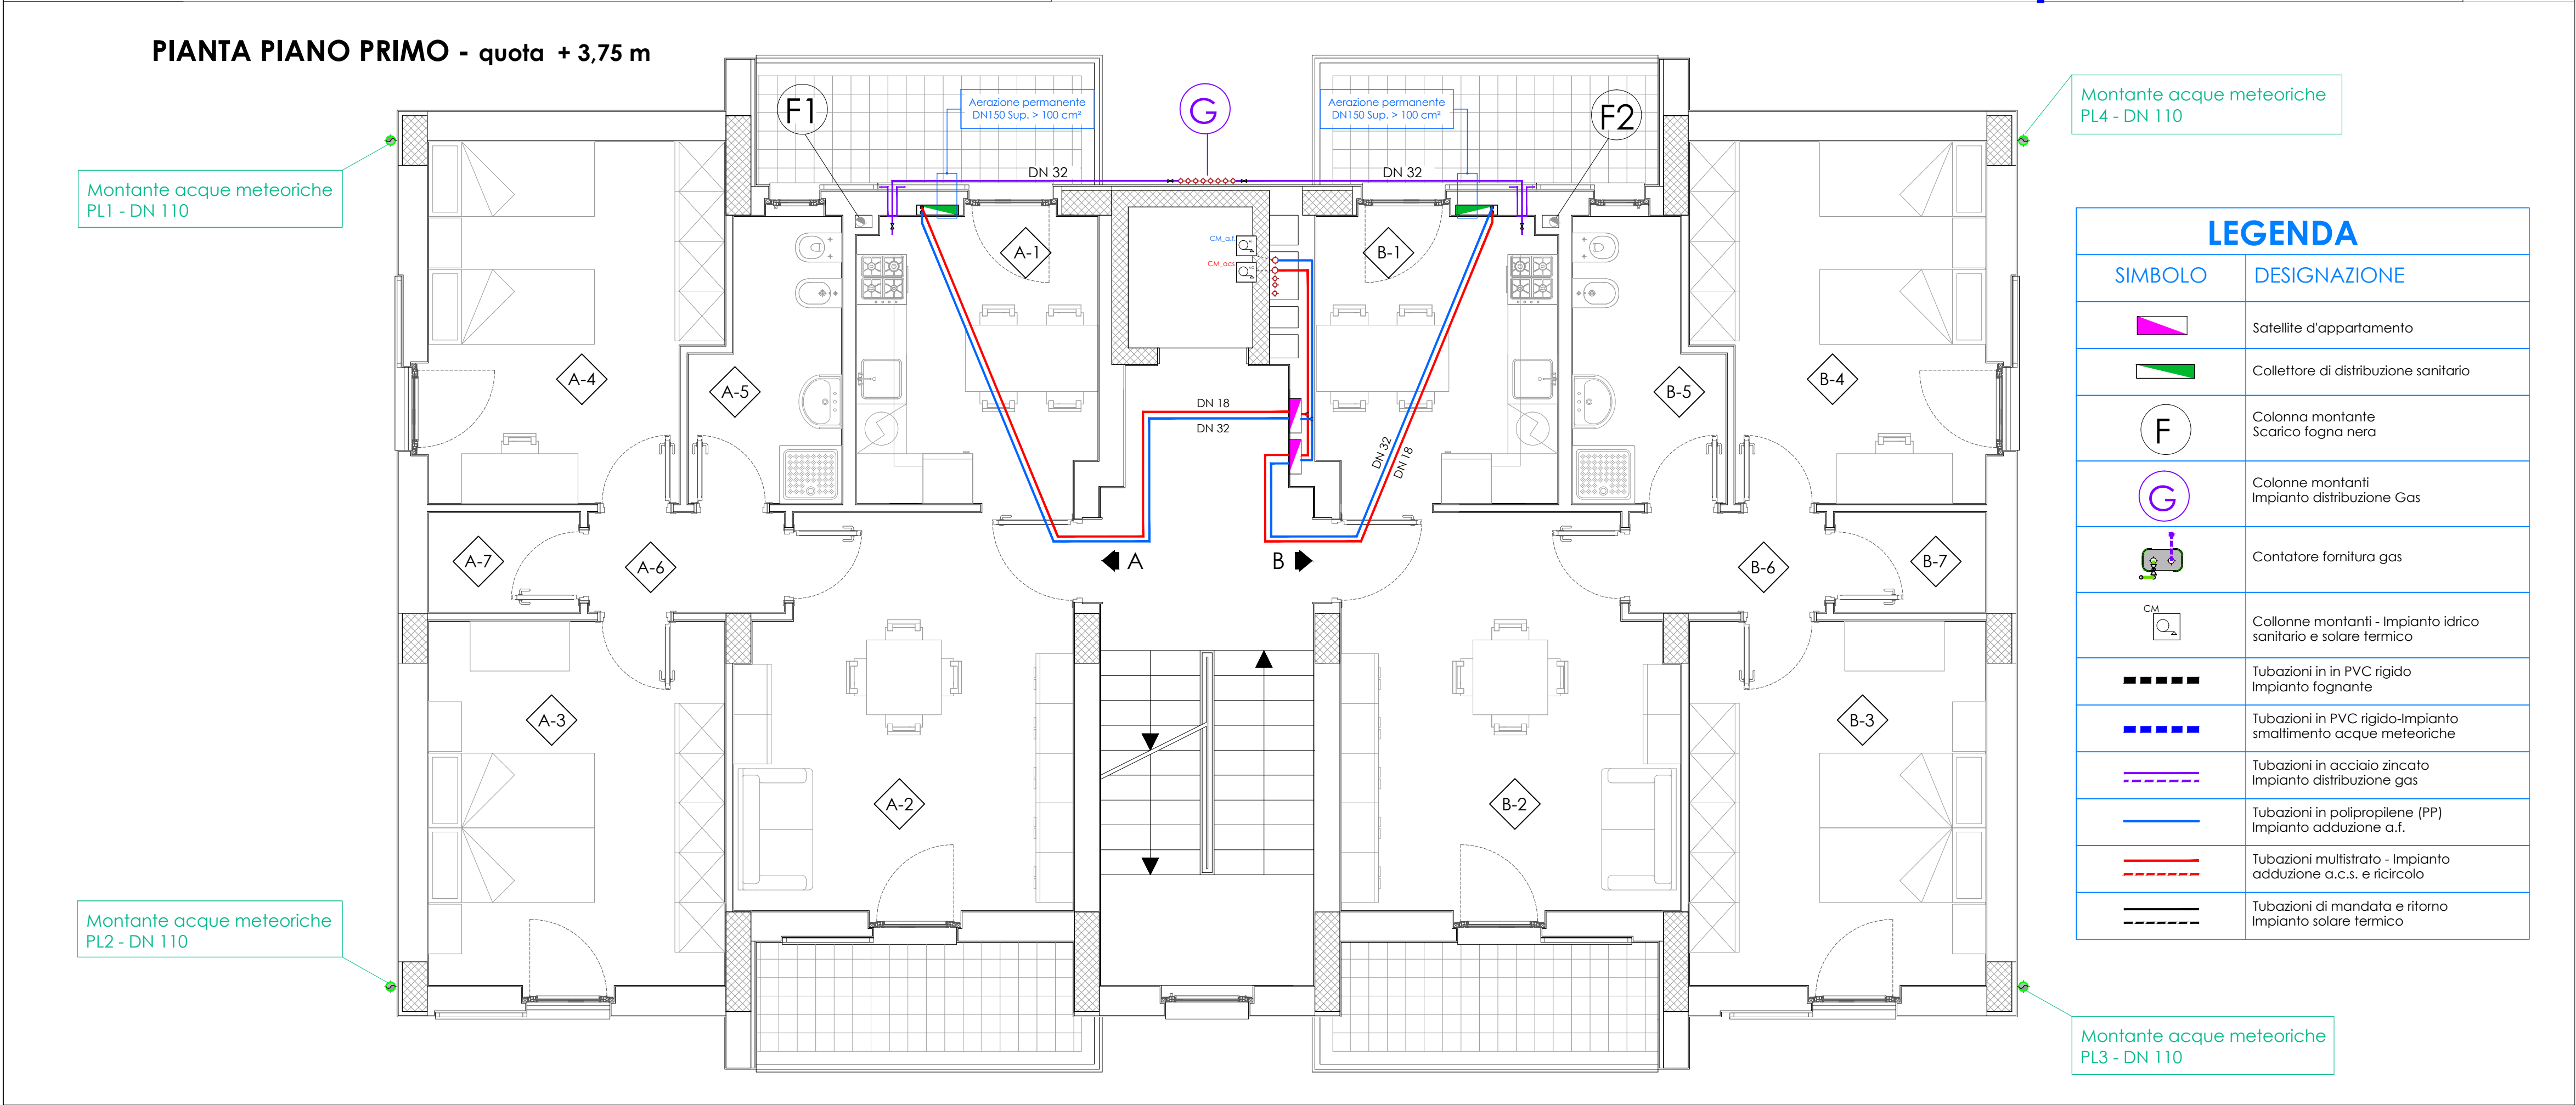 PIANTA PIANO PRIMO - quota + 3,75 m
Montante acque meteoriche
PL1 - DN 110
Montante acque meteoriche
PL2 - DN 110
F1
Aerazione permanente
DN150 Sup. > 100 cm²
G
Aerazione permanente
DN150 Sup. > 100 cm²
F2
DN 32
DN 32
CM_a.f.
CM_acs
A-1
B-1
A-4
A-5
B-5
B-4
DN 18
DN 32
DN 32
DN 18
A-7
A-6
A
B
B-6
B-7
A-3
A-2
B-2
B-3
Montante acque meteoriche
PL4 - DN 110
LEGENDA
SIMBOLO DESIGNAZIONE
Satellite d'appartamento
Collettore di distribuzione sanitario
F
Colonna montante
Scarico fogna nera
G
Colonne montanti
Impianto distribuzione Gas
Contatore fornitura gas
CM
Collonne montanti - Impianto idrico
sanitario e solare termico
Tubazioni in in PVC rigido
Impianto fognante
Tubazioni in PVC rigido-Impianto
smaltimento acque meteoriche
Tubazioni in acciaio zincato
Impianto distribuzione gas
Tubazioni in polipropilene (PP)
Impianto adduzione a.f.
Tubazioni multistrato - Impianto
adduzione a.c.s. e ricircolo
Tubazioni di mandata e ritorno
Impianto solare termico
Montante acque meteoriche
PL3 - DN 110